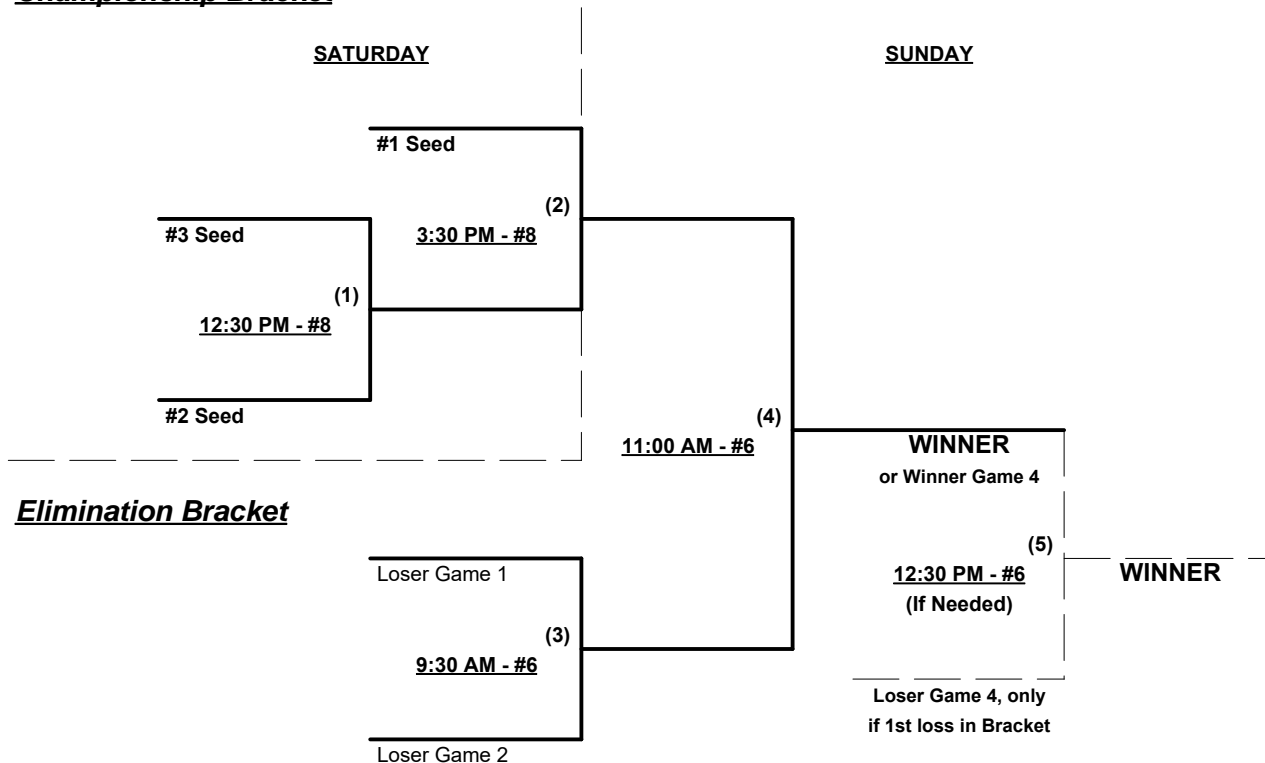 SATURDAY
SUNDAY
#1 Seed
(2)
3:30 PM - #8
#3 Seed
(1)
12:30 PM - #8
#2 Seed
(4)
11:00 AM - #6
WINNER
or Winner Game 4
Elimination Bracket
(5)
12:30 PM - #6
(If Needed)
WINNER
Loser Game 1
(3)
9:30 AM - #6
Loser Game 2
Loser Game 4, only
if 1st loss in Bracket